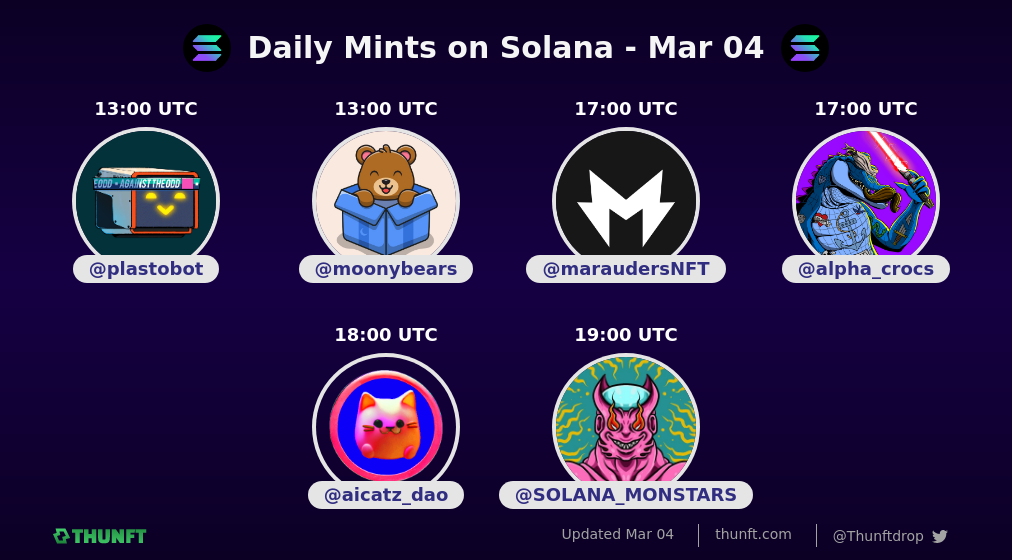 Daily Mints on Solana - Mar 04
13:00 UTC
13:00 UTC
17:00 UTC
17:00 UTC
AGAINSTTHEODD
@plastobot
@moonybears
@maraudersNFT
@alpha_crocs
18:00 UTC
19:00 UTC
@aicatz_dao
@SOLANA_MONSTARS
THUNFT
Updated Mar 04
thunft.com
@Thunftdrop